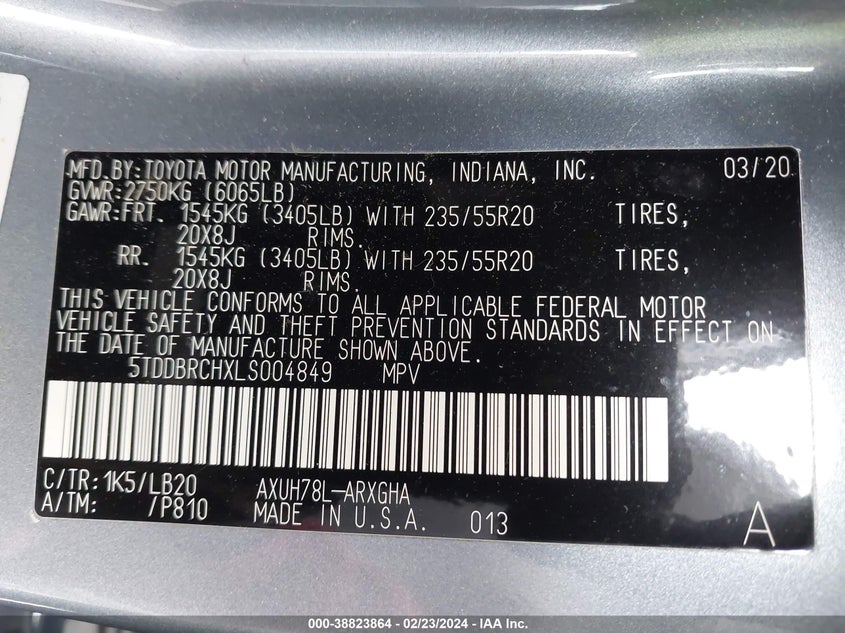 MFD.BY:TOYOTA MOTOR MANUFACTURING, INDIANA, INC. 03/20
GVWR:2750KG (6065LB)
GAWR:FRT. 1545KG (3405LB) WITH 235/55R20 TIRES,
20X8J RIMS.
RR. 1545KG (3405LB) WITH 235/55R20 TIRES,
20X8J RIMS.
THIS VEHICLE CONFORMS TO ALL APPLICABLE FEDERAL MOTOR
VEHICLE SAFETY AND THEFT PREVENTION STANDARDS IN EFFECT ON
THE DATE OF MANUFACTURE SHOWN ABOVE.
5TDDBRCHXLS004849 MPV
C/TR:1K5/LB20 AXUH78L-ARXGHA
A/TM: /P810 MADE IN U.S.A. 013 A
000-38823864 - 02/23/2024 - IAA Inc.